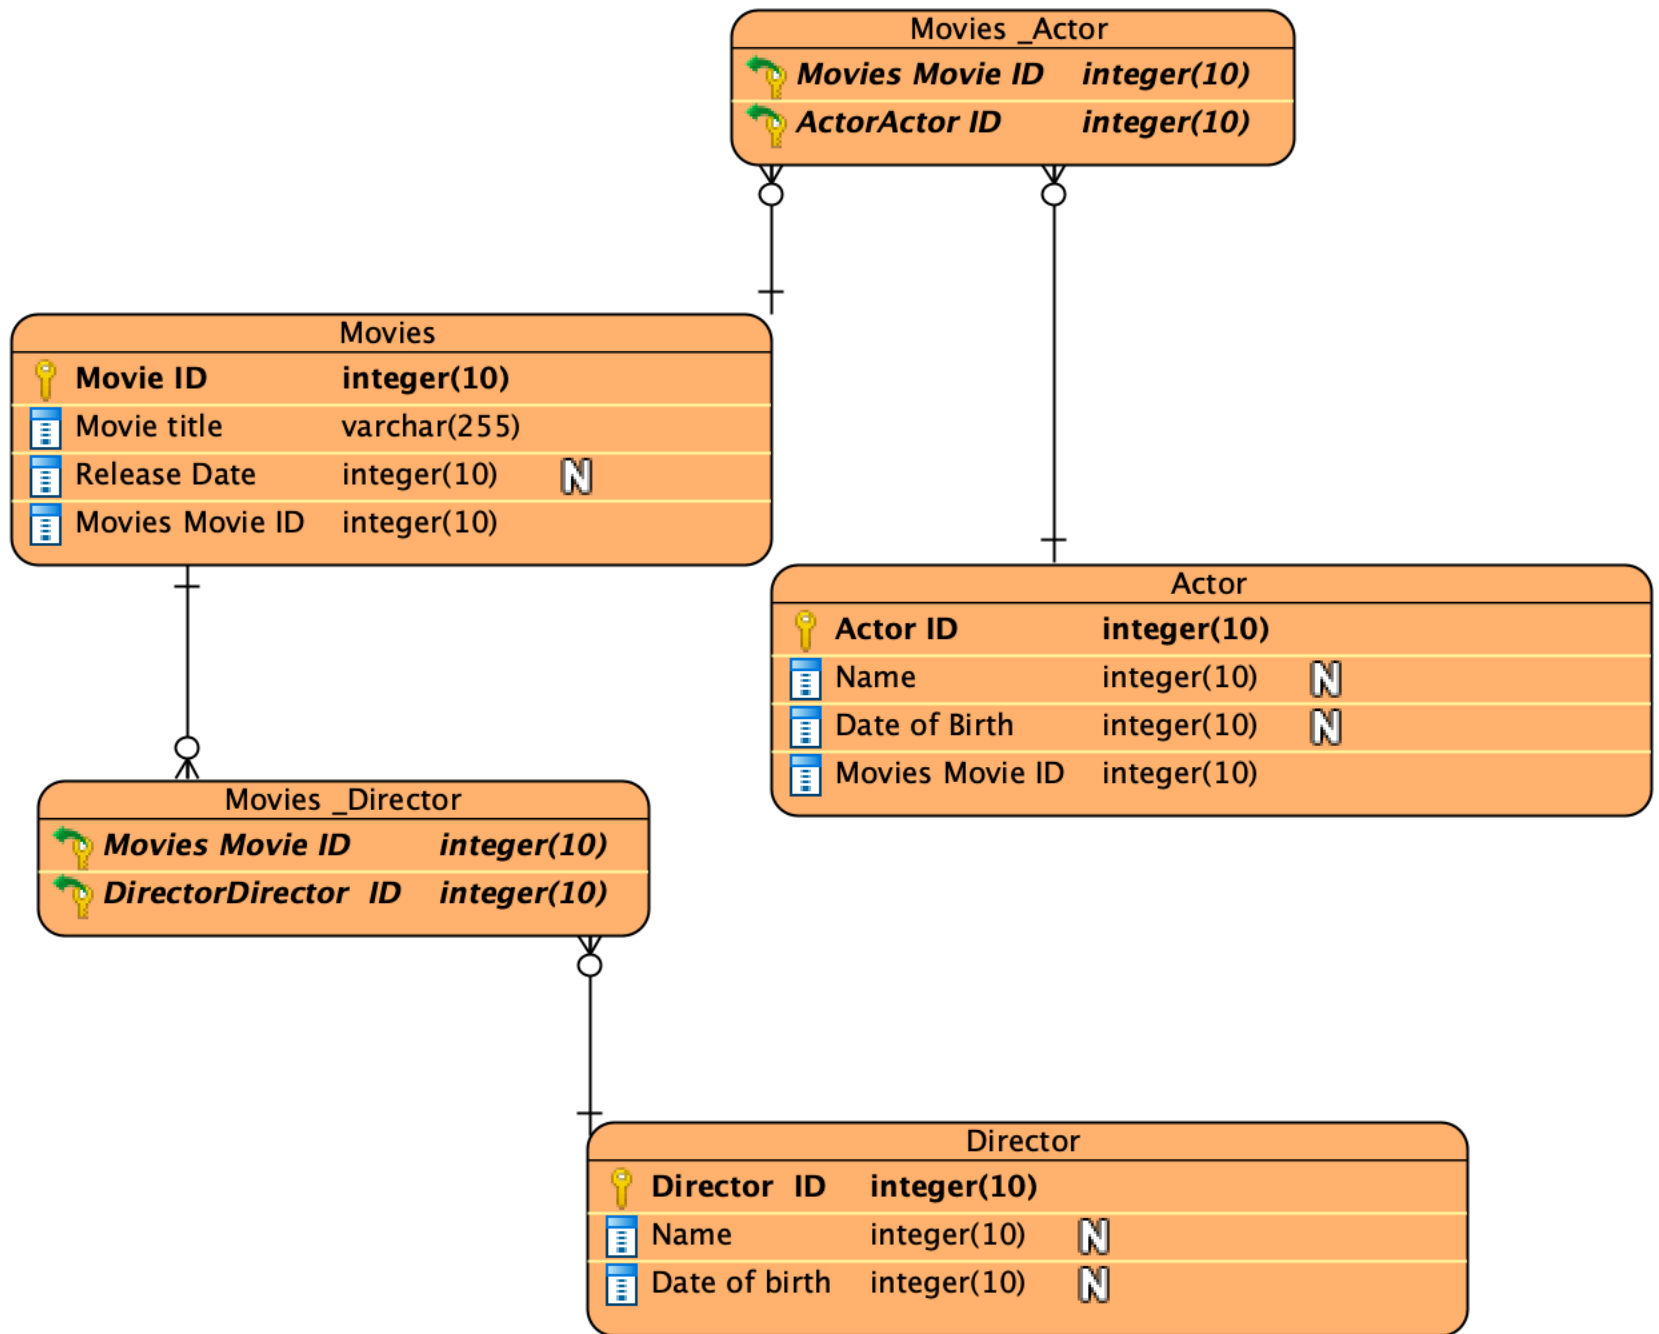 Movies _Actor
Movies Movie ID integer(10)
ActorActor ID integer(10)
Movies
Movie ID integer(10)
Movie title varchar(255)
Release Date integer(10) N
Movies Movie ID integer(10)
Actor
Actor ID integer(10)
Name integer(10) N
Date of Birth integer(10) N
Movies Movie ID integer(10)
Movies _Director
Movies Movie ID integer(10)
DirectorDirector ID integer(10)
Director
Director ID integer(10)
Name integer(10) N
Date of birth integer(10) N